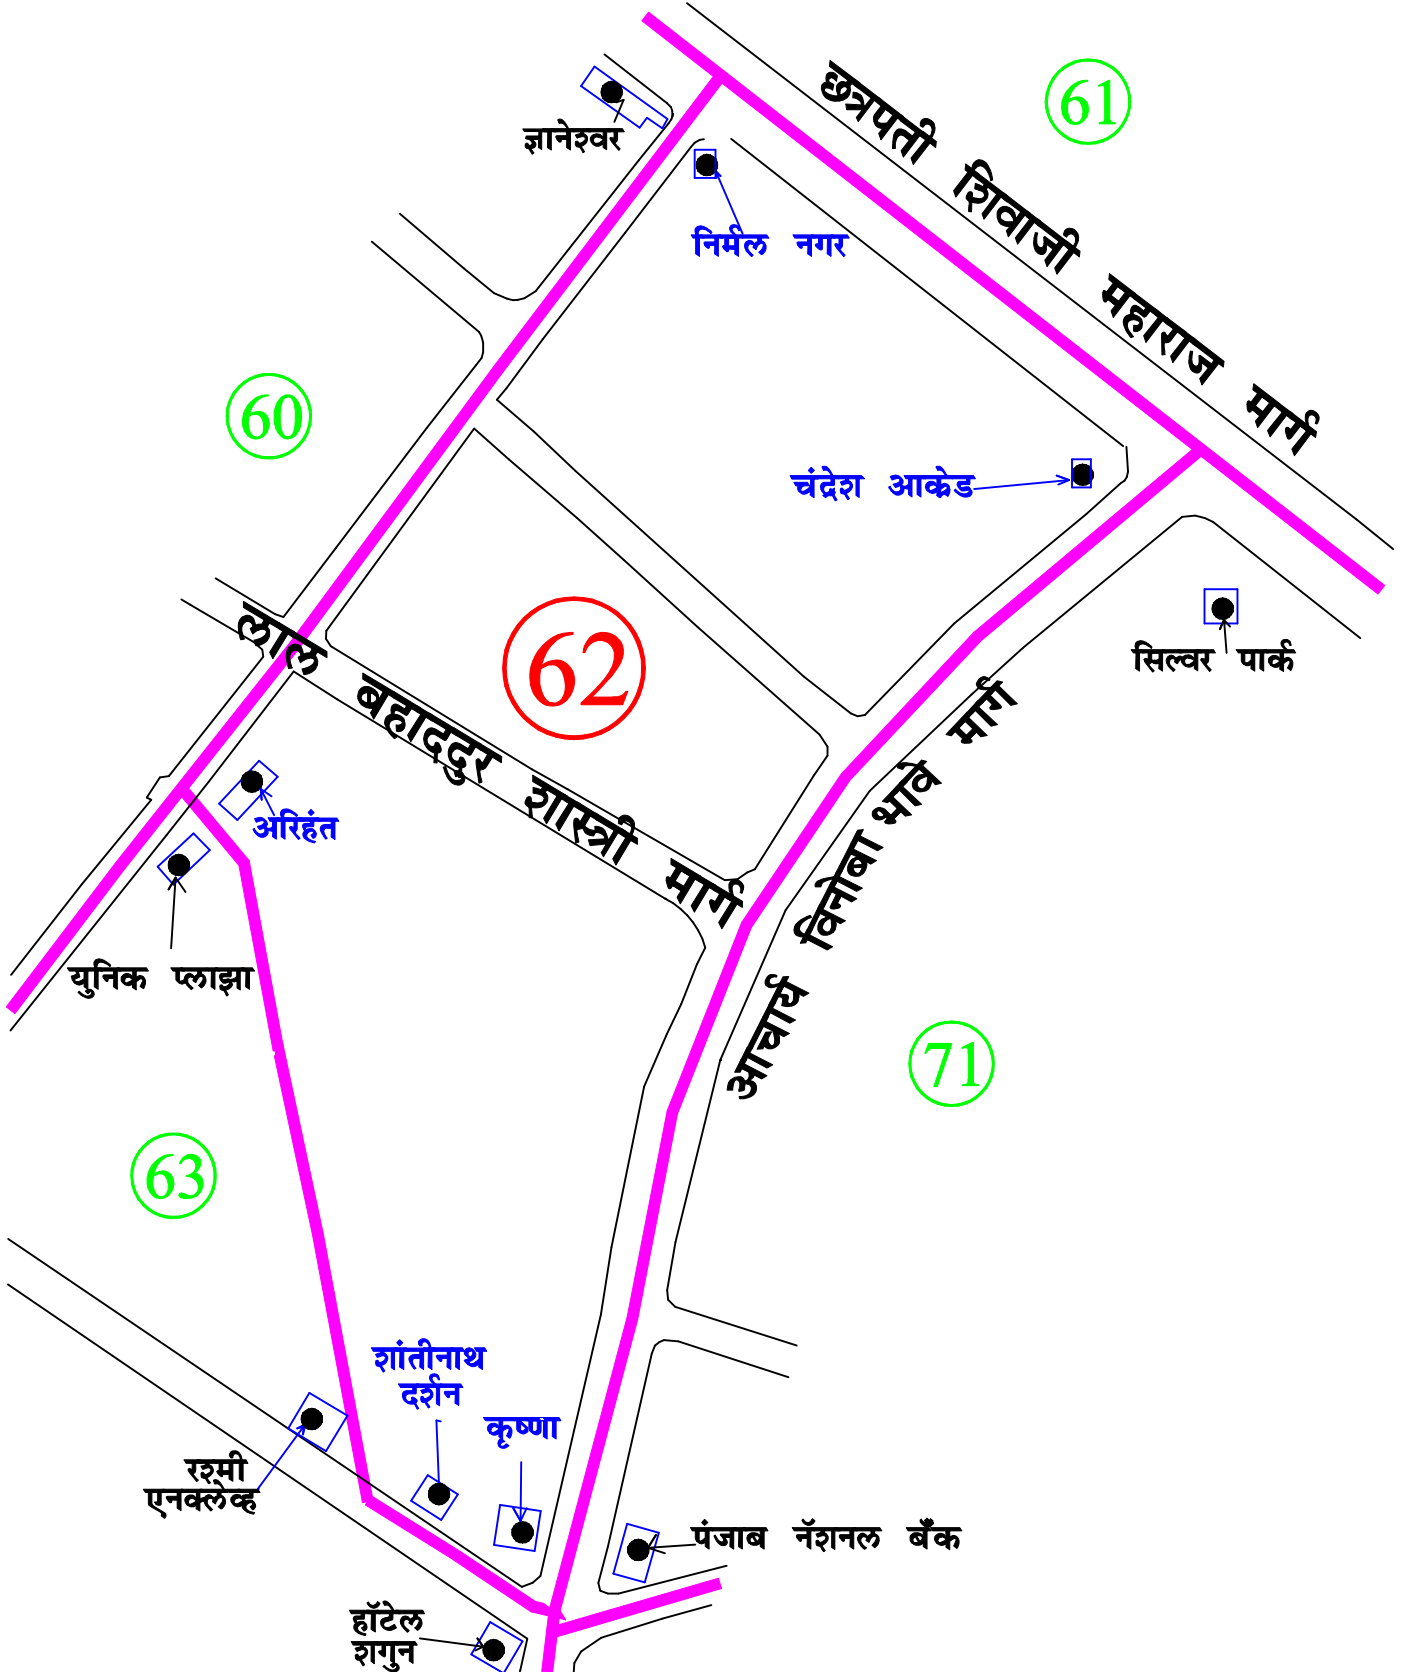 61
छत्रपती शिवाजी महाराज मार्ग
ज्ञानेश्वर
निर्मल नगर
60
चंद्रेश आर्केड
62
सिल्वर पार्क
लाल बहाददुर शास्त्री मार्ग
आचार्य विनोबा भावे मार्ग
अरिहंत
युनिक प्लाझा
71
63
शांतीनाथ
दर्शन
कृष्णा
रश्मी
एनक्लेव्ह
पंजाब नॅशनल बँक
हॉटेल
शगुन